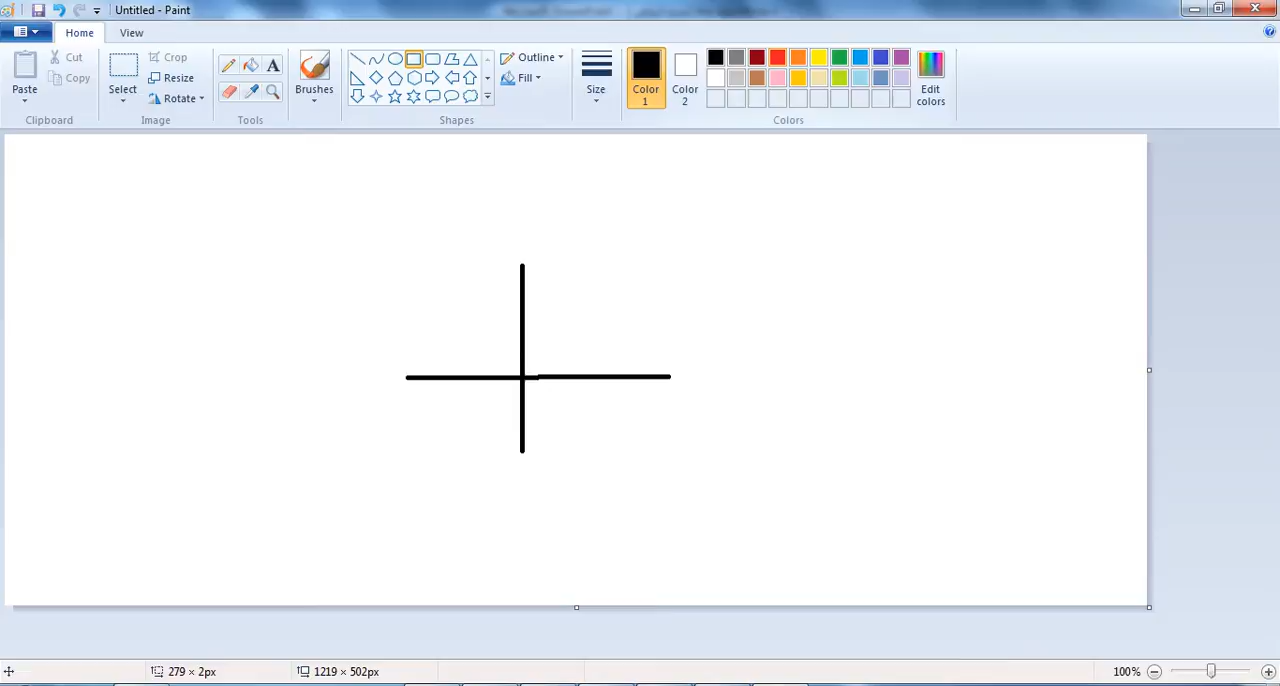 Untitled - Paint
Home View
Cut
Copy
Paste
Clipboard
Crop
Resize
Rotate
Select
Image
A
Tools
Brushes
Outline
Fill
Shapes
Size
Color
1
Color
2
Edit
colors
Colors
279 × 2px
1219 × 502px
100%